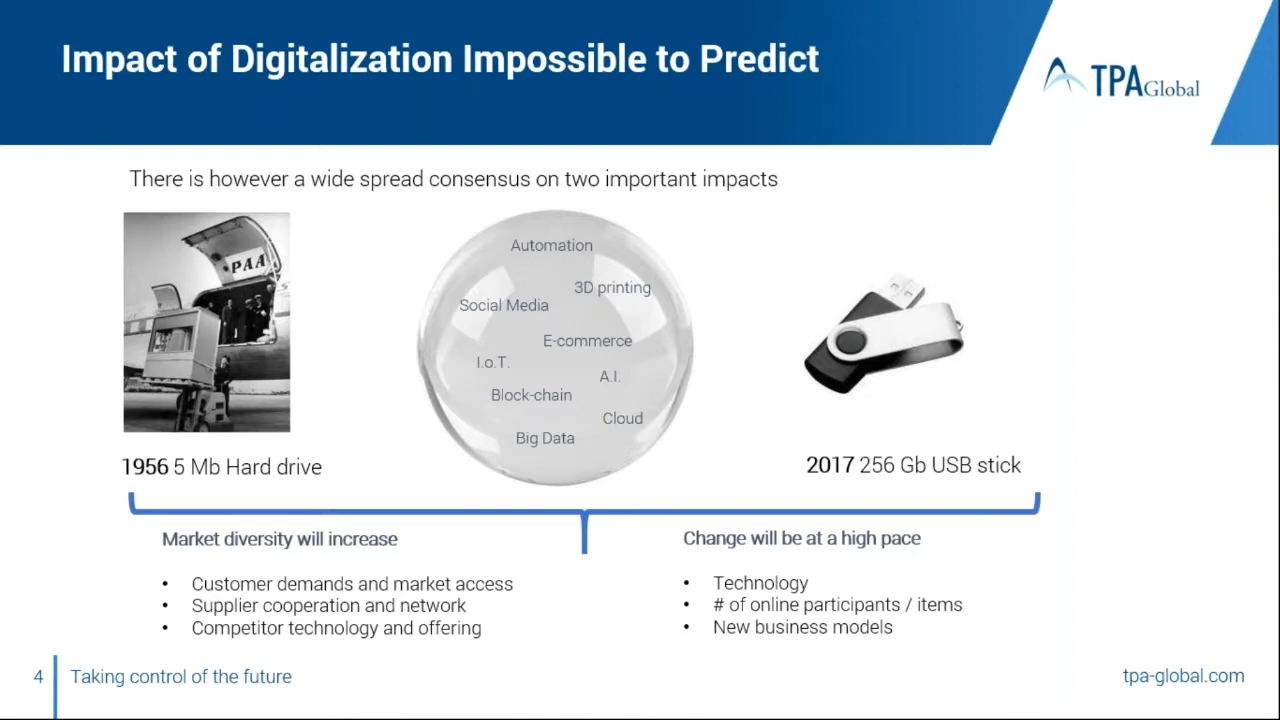 Impact of Digitalization Impossible to Predict
TPA Global
There is however a wide spread consensus on two important impacts
PAA
Automation
3D printing
Social Media
E-commerce
I.o.T.
A.I.
Block-chain
Cloud
Big Data
1956 5 Mb Hard drive
2017 256 Gb USB stick
Market diversity will increase
• Customer demands and market access
• Supplier cooperation and network
• Competitor technology and offering
Change will be at a high pace
• Technology
• # of online participants / items
• New business models
4
Taking control of the future
tpa-global.com